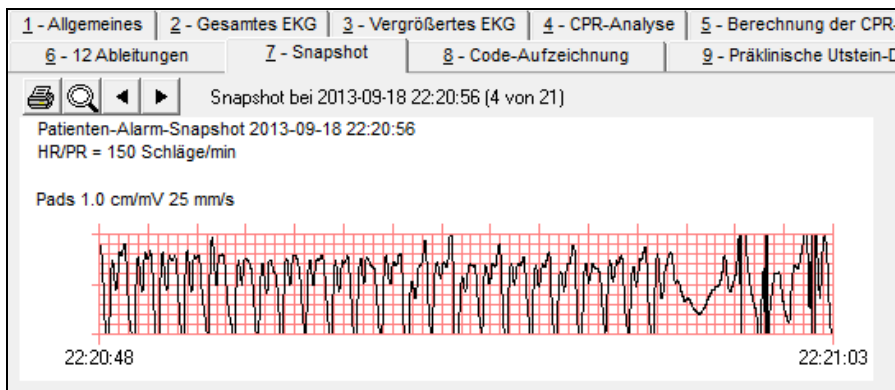 1 - Allgemeines 2 - Gesamtes EKG 3 - Vergrößertes EKG 4 - CPR-Analyse 5 - Berechnung der CPR-
6 - 12 Ableitungen 7 - Snapshot 8 - Code-Aufzeichnung 9 - Präklinische Utstein-D
Snapshot bei 2013-09-18 22:20:56 (4 von 21)
Patienten-Alarm-Snapshot 2013-09-18 22:20:56
HR/PR = 150 Schläge/min
Pads 1.0 cm/mV 25 mm/s
22:20:48 22:21:03